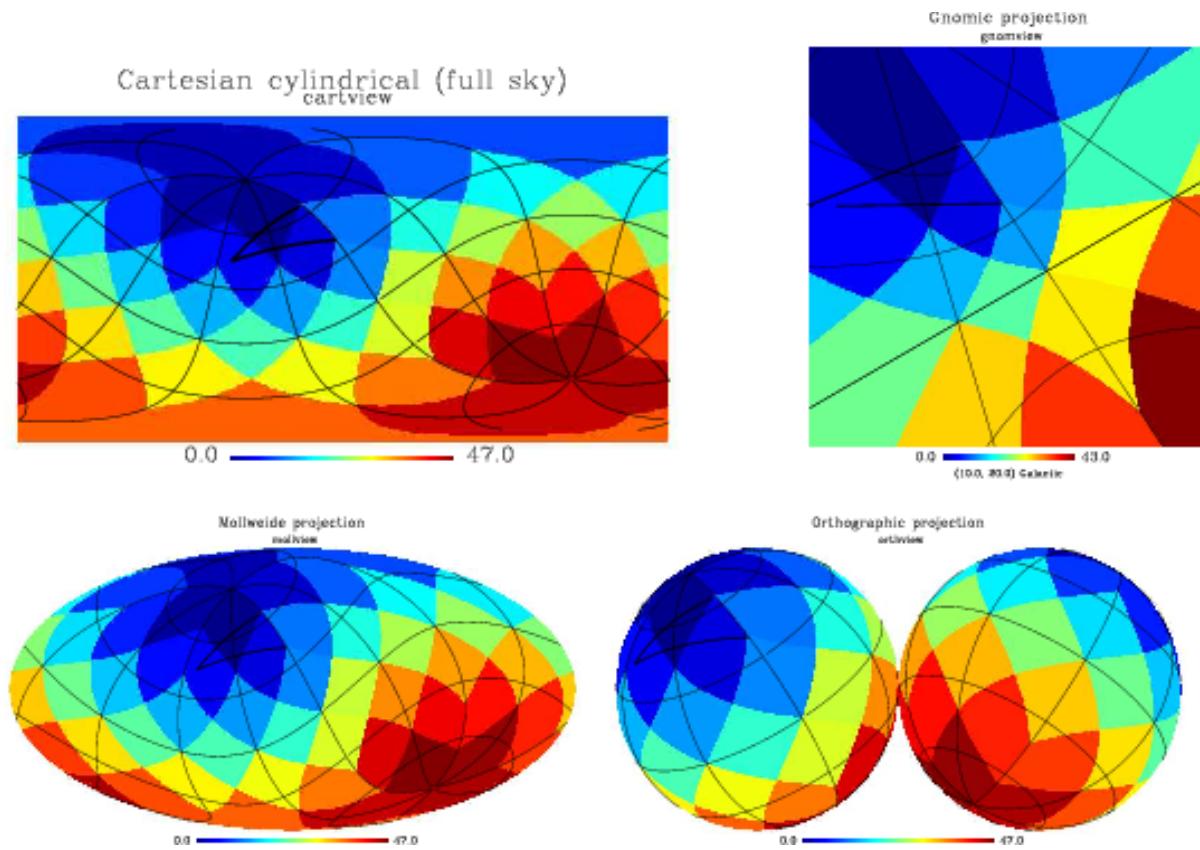 Gnomic projection
gnomview
Cartesian cylindrical (full sky)
cartview
0.0 47.0
0.0 43.0
(10.0, 20.0) Galactic
Mollweide projection
mollview
Orthographic projection
orthview
0.0 47.0
0.0 47.0